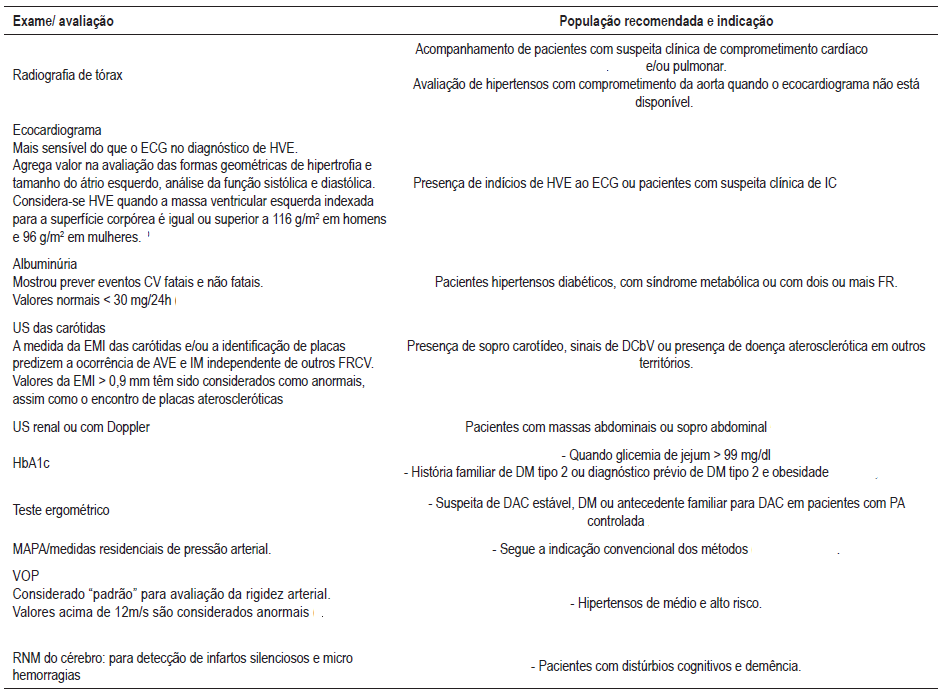 Exame/ avaliação
População recomendada e indicação
Radiografia de tórax
Acompanhamento de pacientes com suspeita clínica de comprometimento cardíaco
. e/ou pulmonar.
Avaliação de hipertensos com comprometimento da aorta quando o ecocardiograma não está
disponível.
Ecocardiograma
Mais sensível do que o ECG no diagnóstico de HVE.
Agrega valor na avaliação das formas geométricas de hipertrofia e
tamanho do átrio esquerdo, análise da função sistólica e diastólica.
Considera-se HVE quando a massa ventricular esquerda indexada
para a superfície corpórea é igual ou superior a 116 g/m² em homens
e 96 g/m² em mulheres.
Presença de indícios de HVE ao ECG ou pacientes com suspeita clínica de IC
Albuminúria
Mostrou prever eventos CV fatais e não fatais.
Valores normais < 30 mg/24h
Pacientes hipertensos diabéticos, com síndrome metabólica ou com dois ou mais FR.
US das carótidas
A medida da EMI das carótidas e/ou a identificação de placas
predizem a ocorrência de AVE e IM independente de outros FRCV.
Valores da EMI > 0,9 mm têm sido considerados como anormais,
assim como o encontro de placas ateroscleróticas
Presença de sopro carotídeo, sinais de DCbV ou presença de doença aterosclerótica em outros
territórios.
US renal ou com Doppler
Pacientes com massas abdominais ou sopro abdominal
HbA1c
- Quando glicemia de jejum > 99 mg/dl
- História familiar de DM tipo 2 ou diagnóstico prévio de DM tipo 2 e obesidade
Teste ergométrico
- Suspeita de DAC estável, DM ou antecedente familiar para DAC em pacientes com PA
controlada
MAPA/medidas residenciais de pressão arterial.
- Segue a indicação convencional dos métodos .
VOP
Considerado “padrão” para avaliação da rigidez arterial.
Valores acima de 12m/s são considerados anormais .
- Hipertensos de médio e alto risco.
RNM do cérebro: para detecção de infartos silenciosos e micro
hemorragias
- Pacientes com distúrbios cognitivos e demência.